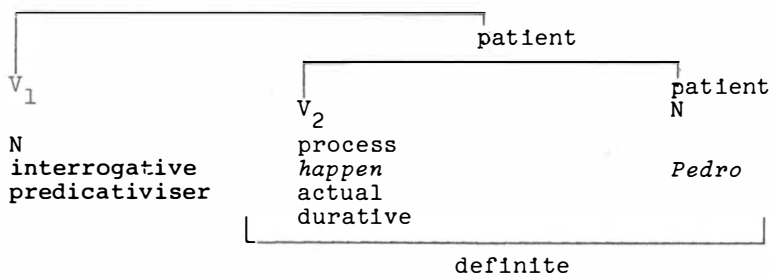 patient
V1 patient
V2 N
N process
interrogative happen Pedro
predicativiser actual
durative
definite